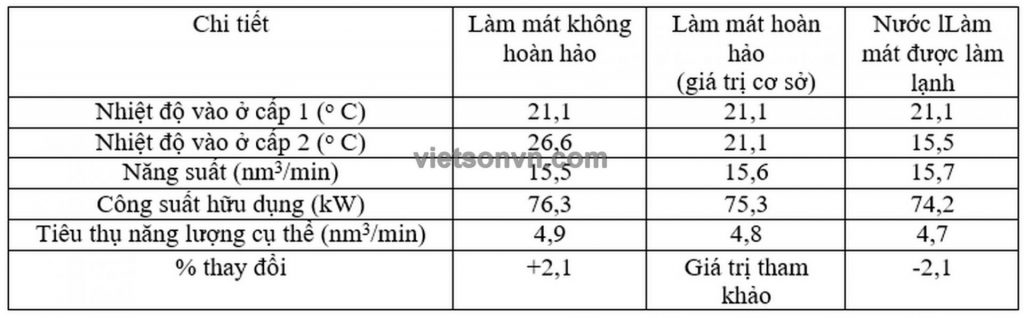 Chi tiết
Làm mát không
hoàn hảo
Làm mát hoàn
hảo
(giá trị cơ sở)
Nước lLàm
mát được làm
lạnh
Nhiệt độ vào ở cấp 1 (º C) 21,1 21,1 21,1
Nhiệt độ vào ở cấp 2 (º C) 26,6 21,1 15,5
vietsonvn.com
Năng suất (nm³/min) 15,5 15,6 15,7
Công suất hữu dụng (kW) 76,3 75,3 74,2
Tiêu thụ năng lượng cụ thể (nm³/min) 4,9 4,8 4,7
% thay đổi +2,1 Giá trị tham -2,1
khảo